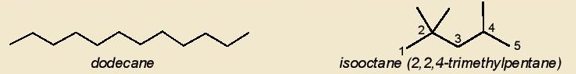 2
4
3
1
5
dodecane
isooctane (2,2,4-trimethylpentane)